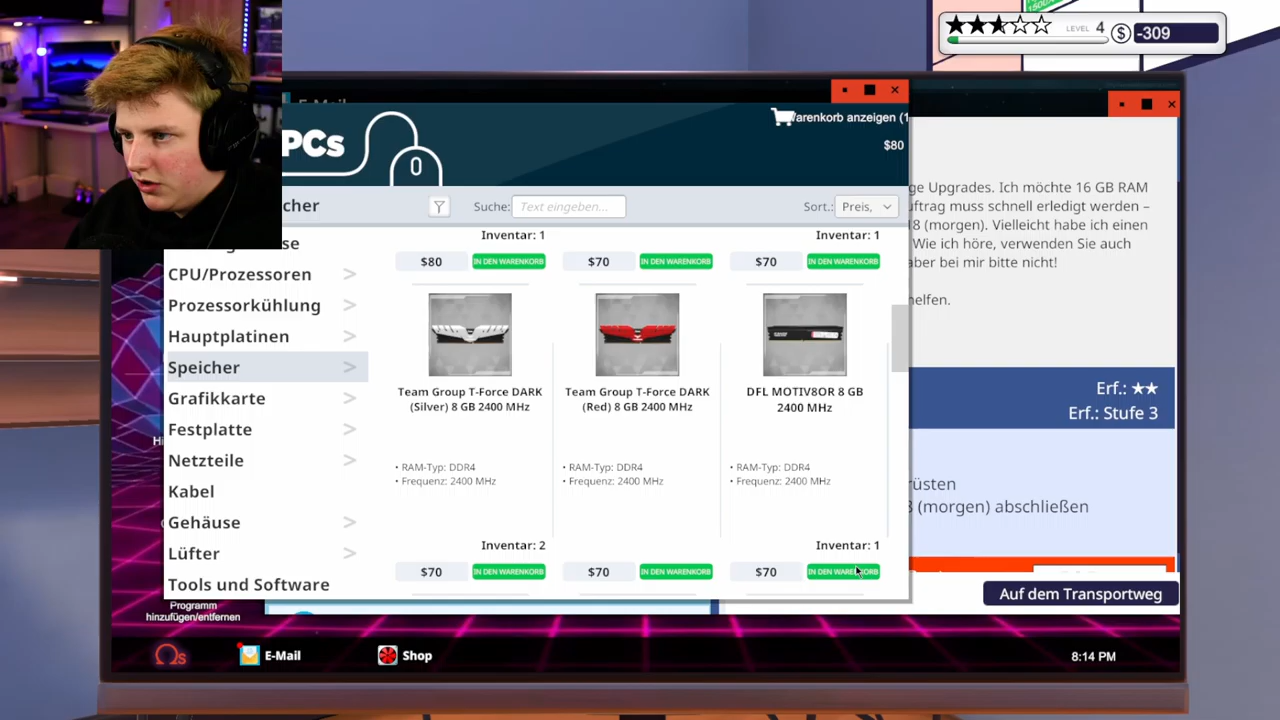 LEVEL 4 $ -309
E-Mail
PCs
arenkorb anzeigen (1
$80
cher
Suche: Text eingeben...
Sort.: Preis,
CPU/Prozessoren >
Prozessorkühlung >
Hauptplatinen >
Speicher >
Grafikkarte >
Festplatte >
Netzteile >
Kabel
Gehäuse >
Lüfter >
Tools und Software
Inventar: 1
Inventar: 1
$80 IN DEN WARENKORB
$70 IN DEN WARENKORB
$70 IN DEN WARENKORB
Team Group T-Force DARK
(Silver) 8 GB 2400 MHz
• RAM-Typ: DDR4
• Frequenz: 2400 MHz
Inventar: 2
$70 IN DEN WARENKORB
Team Group T-Force DARK
(Red) 8 GB 2400 MHz
• RAM-Typ: DDR4
• Frequenz: 2400 MHz
$70 IN DEN WARENKORB
DFL MOTIV8OR 8 GB
2400 MHz
• RAM-Typ: DDR4
• Frequenz: 2400 MHz
Inventar: 1
$70 IN DEN WARENKORB
ge Upgrades. Ich möchte 16 GB RAM
uftrag muss schnell erledigt werden –
8 (morgen). Vielleicht habe ich einen
Wie ich höre, verwenden Sie auch
aber bei mir bitte nicht!
helfen.
Erf.: ★★
Erf.: Stufe 3
rüsten
(morgen) abschließen
Auf dem Transportweg
Programm
hinzufügen/entfernen
E-Mail
Shop
8:14 PM